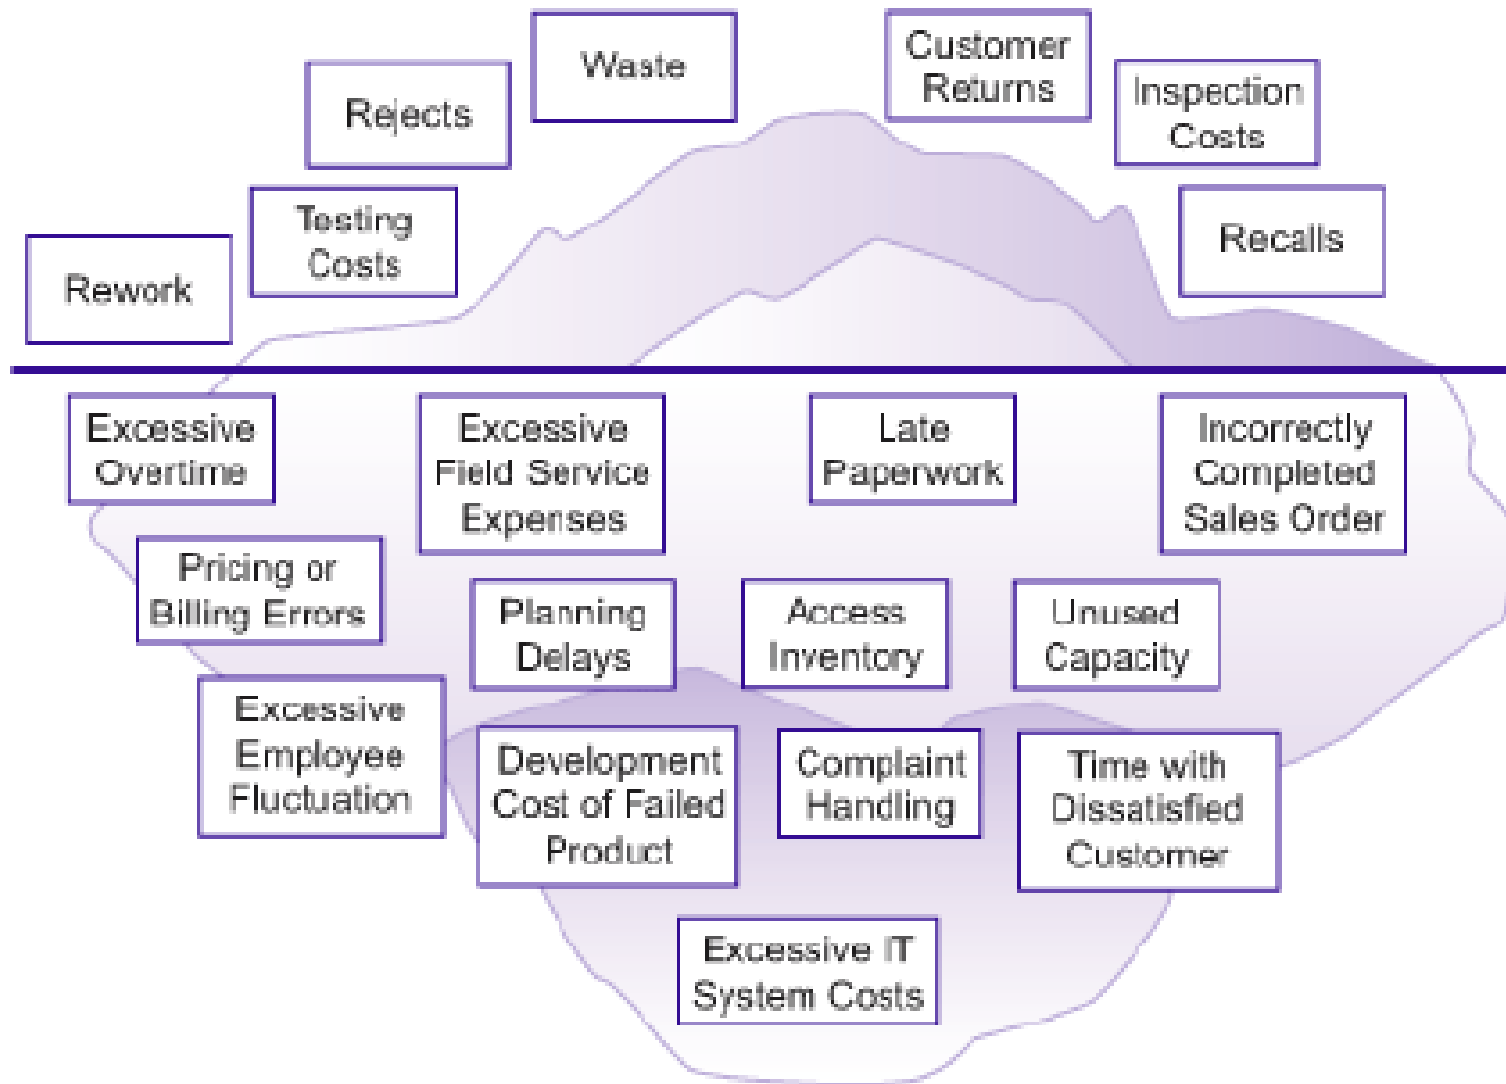 Waste
Customer
Returns
Rejects
Inspection
Costs
Testing
Costs
Recalls
Rework
Excessive
Overtime
Excessive
Field Service
Expenses
Late
Paperwork
Incorrectly
Completed
Sales Order
Pricing or
Billing Errors
Planning
Delays
Access
Inventory
Unused
Capacity
Excessive
Employee
Fluctuation
Development
Cost of Failed
Product
Complaint
Handling
Time with
Dissatisfied
Customer
Excessive IT
System Costs